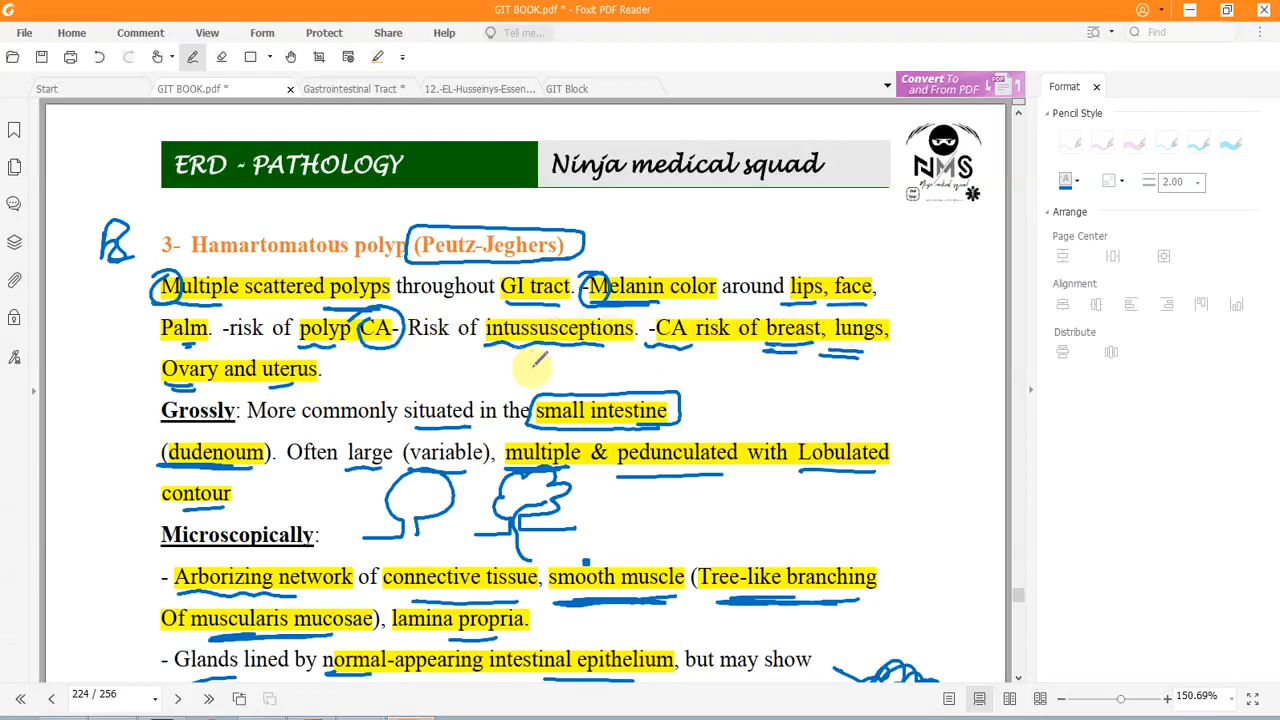 GIT BOOK.pdf * - Foxit PDF Reader
File Home Comment View Form Protect Share Help Tell me... Find
Start GIT BOOK.pdf * Gastrointestinal Tract * 12.-EL-Husseinys-Essen... GIT Block Convert To and From PDF PDF
Format
Pencil Style
2.00
Arrange
Page Center
Alignment
Distribute
ERD - PATHOLOGY Ninja medical squad
NMS
3- Hamartomatous polyp (Peutz-Jeghers)
Multiple scattered polyps throughout GI tract. -Melanin color around lips, face,
Palm. -risk of polyp CA- Risk of intussusceptions. -CA risk of breast, lungs,
Ovary and uterus.
Grossly: More commonly situated in the small intestine
(dudenoum). Often large (variable), multiple & pedunculated with Lobulated
contour
Microscopically:
- Arborizing network of connective tissue, smooth muscle (Tree-like branching
Of muscularis mucosae), lamina propria.
- Glands lined by normal-appearing intestinal epithelium, but may show
224 / 256 150.69%